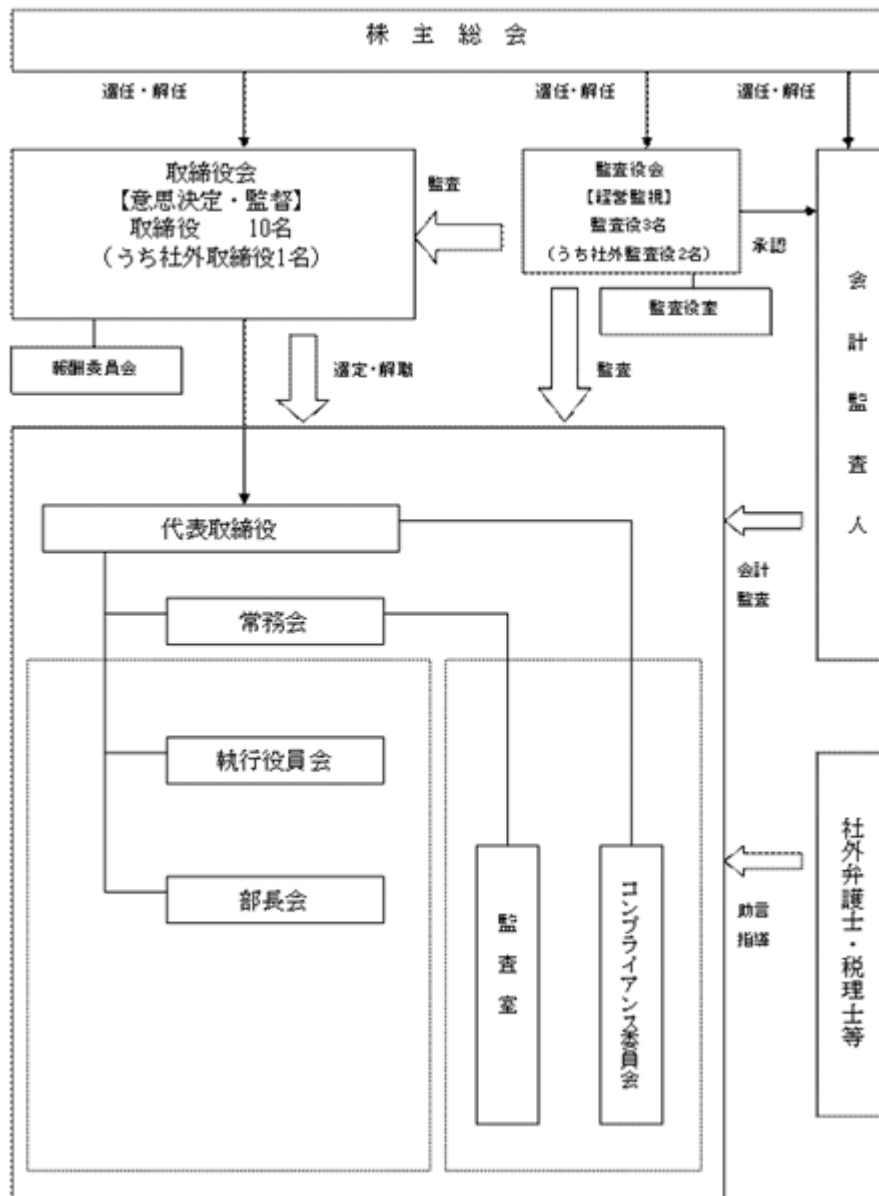 株主総会
選任・解任
選任・解任
選任・解任
取締役会
【意思決定・監督】
取締役 10名
(うち社外取締役1名)
監査
監査役会
【経営監視】
監査役3名
(うち社外監査役2名)
承認
監査役室
報酬委員会
選定・解職
監査
会計監査人
代表取締役
会計
監査
常務会
執行役員会
部長会
監査室
コンプライアンス委員会
助言
指導
社外弁護士・税理士等